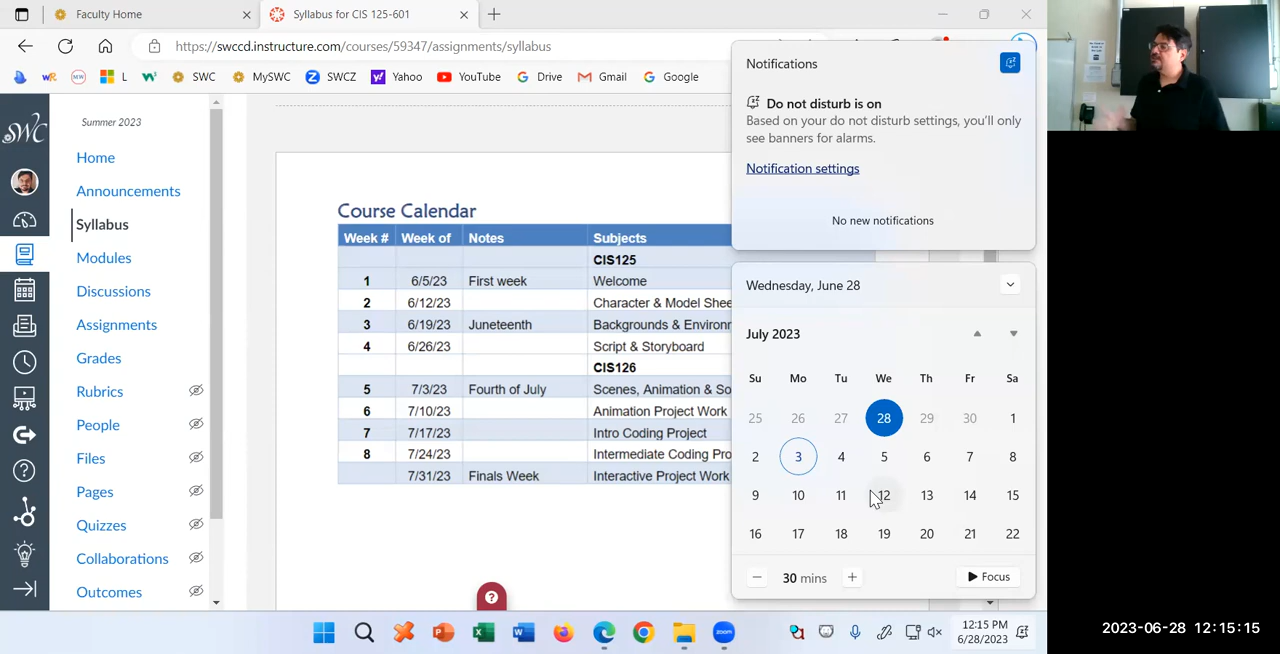 Faculty Home
Syllabus for CIS 125-601
https://swccd.instructure.com/courses/59347/assignments/syllabus
L
SWC
MySWC
SWCZ
Yahoo
YouTube
Drive
Gmail
Google
SWC
Summer 2023
Home
Announcements
Syllabus
Modules
Discussions
Assignments
Grades
Rubrics
People
Files
Pages
Quizzes
Collaborations
Outcomes
Course Calendar
Week # Week of Notes Subjects
CIS125
1 6/5/23 First week Welcome
2 6/12/23 Character & Model Shee
3 6/19/23 Juneteenth Backgrounds & Environ
4 6/26/23 Script & Storyboard
CIS126
5 7/3/23 Fourth of July Scenes, Animation & So
6 7/10/23 Animation Project Work
7 7/17/23 Intro Coding Project
8 7/24/23 Intermediate Coding Pro
7/31/23 Finals Week Interactive Project Work
Notifications
Do not disturb is on
Based on your do not disturb settings, you'll only
see banners for alarms.
Notification settings
No new notifications
Wednesday, June 28
July 2023
Su Mo Tu We Th Fr Sa
25 26 27 28 29 30 1
2 3 4 5 6 7 8
9 10 11 12 13 14 15
16 17 18 19 20 21 22
30 mins
Focus
12:15 PM
6/28/2023
zoom
2023-06-28 12:15:15